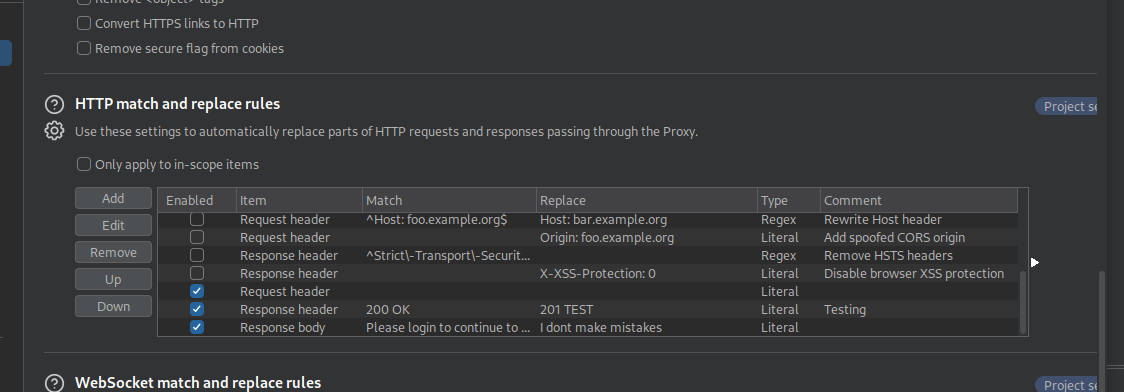 Remove <object> tags
Convert HTTPS links to HTTP
Remove secure flag from cookies
HTTP match and replace rules
Project se
Use these settings to automatically replace parts of HTTP requests and responses passing through the Proxy.
Only apply to in-scope items
Add
Edit
Remove
Up
Down
Enabled Item Match Replace Type Comment
Request header ^Host: foo.example.org$ Host: bar.example.org Regex Rewrite Host header
Request header Origin: foo.example.org Literal Add spoofed CORS origin
Response header ^Strict\-Transport\-Securit... Regex Remove HSTS headers
Response header X-XSS-Protection: 0 Literal Disable browser XSS protection
Request header Literal
Response header 200 OK 201 TEST Literal Testing
Response body Please login to continue to ... I dont make mistakes Literal
WebSocket match and replace rules
Project se